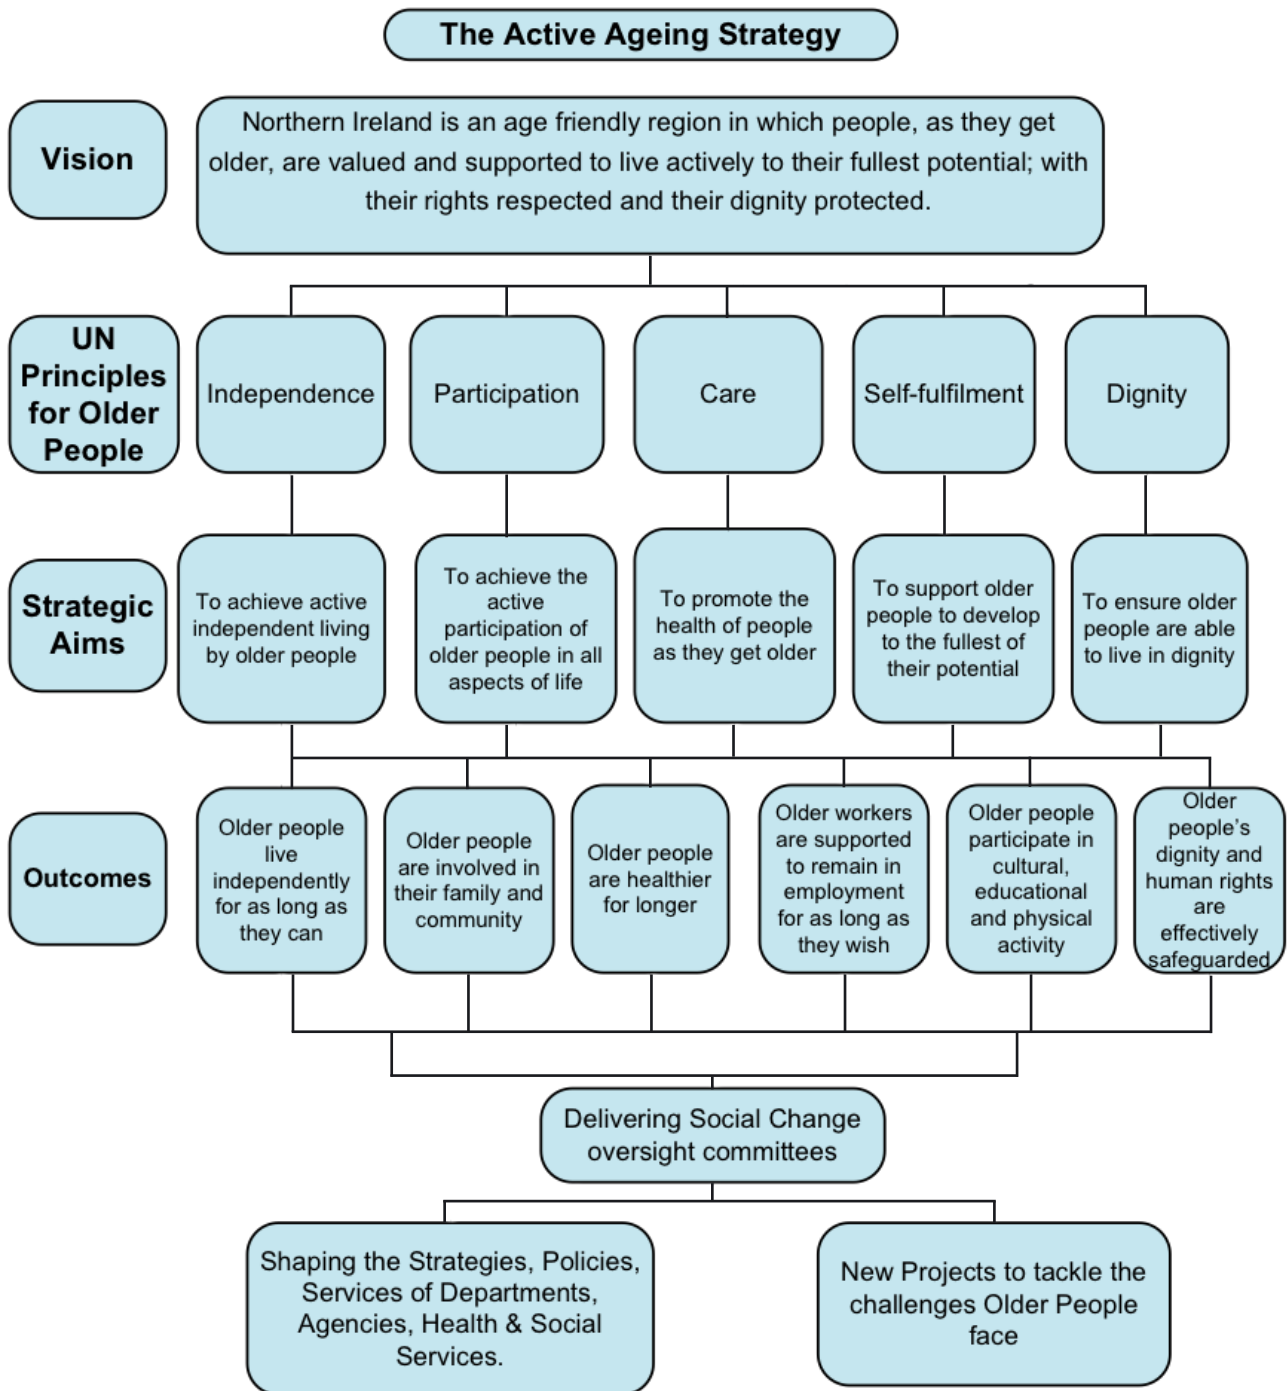 The Active Ageing Strategy
Vision
Northern Ireland is an age friendly region in which people, as they get
older, are valued and supported to live actively to their fullest potential; with
their rights respected and their dignity protected.
UN
Principles
for Older
People
Independence
Participation
Care
Self-fulfilment
Dignity
Strategic
Aims
To achieve active
independent living
by older people
To achieve the
active
participation of
older people in all
aspects of life
To promote the
health of people
as they get older
To support older
people to develop
to the fullest of
their potential
To ensure older
people are able
to live in dignity
Outcomes
Older people
live
independently
for as long as
they can
Older people
are involved in
their family and
community
Older people
are healthier
for longer
Older workers
are supported
to remain in
employment
for as long as
they wish
Older people
participate in
cultural,
educational
and physical
activity
Older
people’s
dignity and
human rights
are
effectively
safeguarded
Delivering Social Change
oversight committees
Shaping the Strategies, Policies,
Services of Departments,
Agencies, Health & Social
Services.
New Projects to tackle the
challenges Older People
face